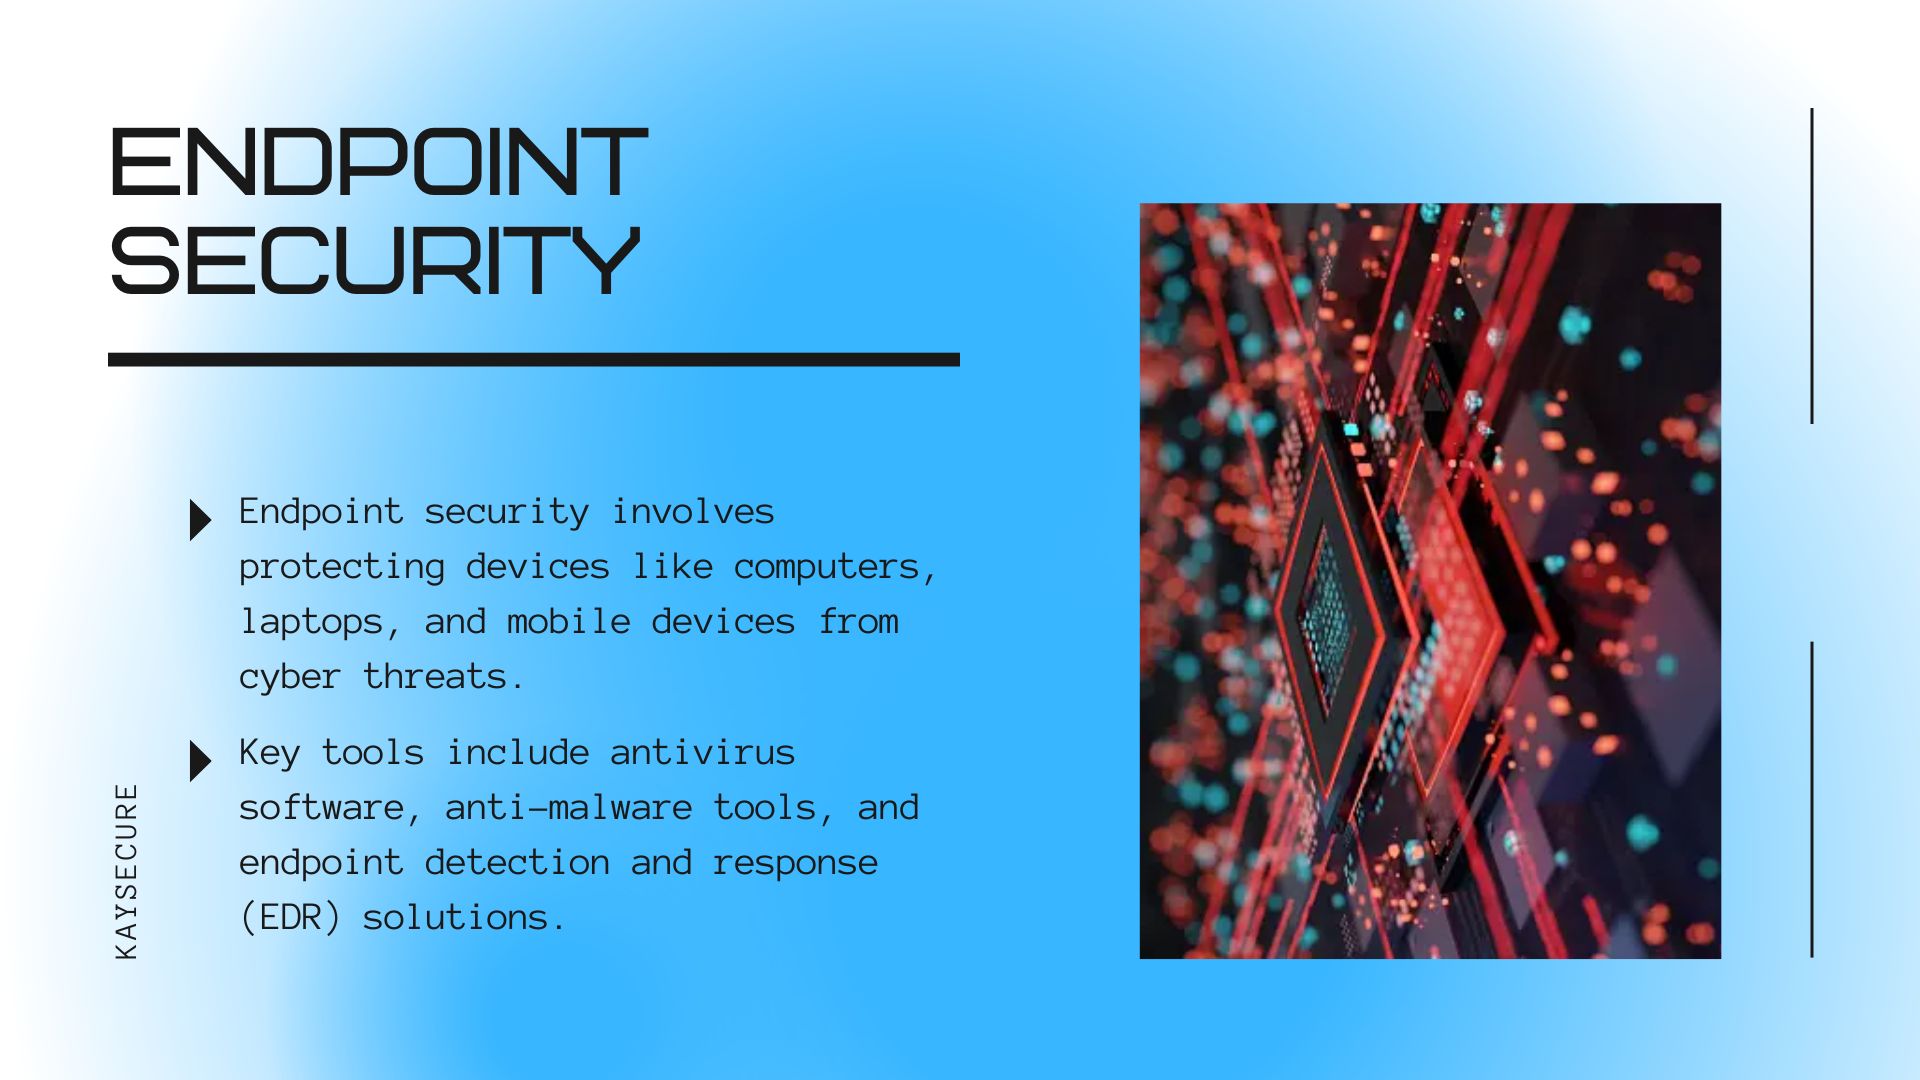 ENDPOINT
SECURITY
Endpoint security involves
protecting devices like computers,
laptops, and mobile devices from
cyber threats.
Key tools include antivirus
software, anti-malware tools, and
endpoint detection and response
(EDR) solutions.
KAYSECURE